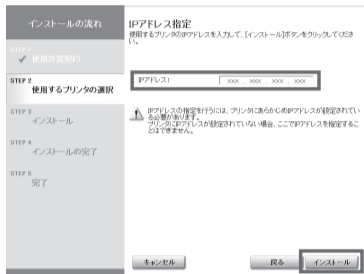 インストールの流れ
STEP 1
使用許諾契約
STEP 2
使用するプリンタの選択
STEP 3
インストール
STEP 4
インストールの完了
STEP 5
完了
IPアドレス指定
使用するプリンタのIPアドレスを入力して、[インストール]ボタンをクリックしてくださ
い。
IPアドレス: xxx . xxx . xxx . xxx
IPアドレスの指定を行うには、プリンタにあらかじめIPアドレスが設定されてい
る必要があります。
プリンタにIPアドレスが設定されていない場合、ここでIPアドレスを指定するこ
とはできません。
キャンセル
戻る
インストール